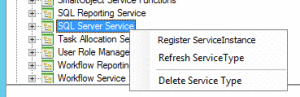 SmartObject Service Functions
SQL Reporting Service
SQL Server Service
Task Allocation Se
User Role Manage
Workflow Reportin
Workflow Service
Register ServiceInstance
Refresh ServiceType
Delete Service Type